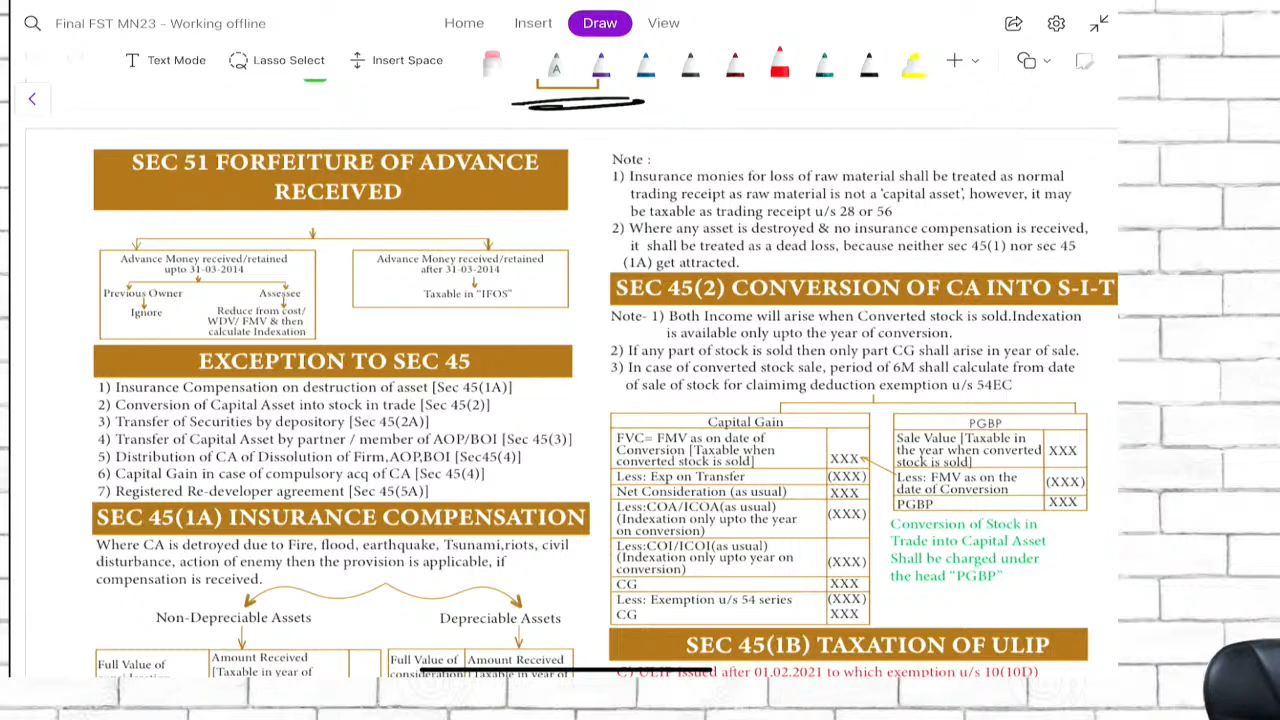 Final FST MN23 - Working offline
Home
Insert
Draw
View
Text Mode
Lasso Select
Insert Space
A
SEC 51 FORFEITURE OF ADVANCE
RECEIVED
Advance Money received/retained
upto 31-03-2014
Previous Owner
Assessee
Ignore
Reduce from cost/
WDV/ FMV & then
calculate Indexation
Advance Money received/retained
after 31-03-2014
Taxable in “IFOS”
EXCEPTION TO SEC 45
1) Insurance Compensation on destruction of asset [Sec 45(1A)]
2) Conversion of Capital Asset into stock in trade [Sec 45(2)]
3) Transfer of Securities by depository [Sec 45(2A)]
4) Transfer of Capital Asset by partner / member of AOP/BOI [Sec 45(3)]
5) Distribution of CA of Dissolution of Firm,AOP,BOI [Sec45(4)]
6) Capital Gain in case of compulsory acq of CA [Sec 45(4)]
7) Registered Re-developer agreement [Sec 45(5A)]
SEC 45(1A) INSURANCE COMPENSATION
Where CA is detroyed due to Fire, flood, earthquake, Tsunami,riots, civil
disturbance, action of enemy then the provision is applicable, if
compensation is received.
Non-Depreciable Assets
Depreciable Assets
Full Value of
Amount Received
[Taxable in year of
Full Value of
Amount Received
Note :
1) Insurance monies for loss of raw material shall be treated as normal
trading receipt as raw material is not a ‘capital asset’, however, it may
be taxable as trading receipt u/s 28 or 56
2) Where any asset is destroyed & no insurance compensation is received,
it shall be treated as a dead loss, because neither sec 45(1) nor sec 45
(1A) get attracted.
SEC 45(2) CONVERSION OF CA INTO S-I-T
Note- 1) Both Income will arise when Converted stock is sold.Indexation
is available only upto the year of conversion.
2) If any part of stock is sold then only part CG shall arise in year of sale.
3) In case of converted stock sale, period of 6M shall calculate from date
of sale of stock for claimimg deduction exemption u/s 54EC
Capital Gain
FVC= FMV as on date of
Conversion [Taxable when
converted stock is sold] XXX
Less: Exp on Transfer (XXX)
Net Consideration (as usual) XXX
Less:COA/ICOA(as usual)
(Indexation only upto the year
on conversion) (XXX)
Less:COI/ICOI(as usual)
(Indexation only upto year on
conversion) (XXX)
CG XXX
Less: Exemption u/s 54 series (XXX)
CG XXX
PGBP
Sale Value [Taxable in
the year when converted
stock is sold] XXX
Less: FMV as on the
date of Conversion (XXX)
PGBP XXX
Conversion of Stock in
Trade into Capital Asset
Shall be charged under
the head “PGBP”
SEC 45(1B) TAXATION OF ULIP
C) ULIP issued after 01.02.2021 to which exemption u/s 10(10D)